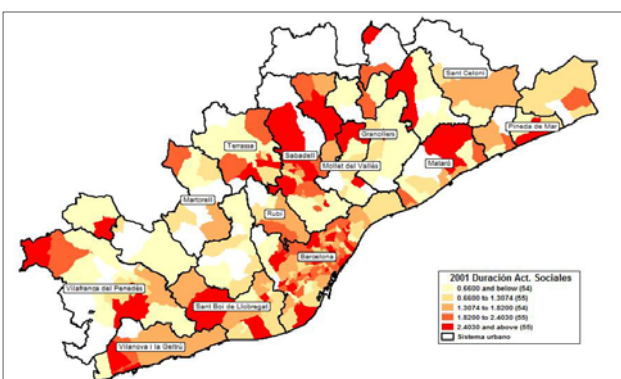 Sant Celoni
Pineda de Mar
Granollers
Terrassa
Sabadell
Mollet del Vallès
Mataró
Martorell
Rubí
Barcelona
Vilafranca del Penedès
Sant Boi de Llobregat
Vilanova i la Geltrú
2001 Duración Act. Sociales
0.6600 and below (54)
0.6600 to 1.3074 (55)
1.3074 to 1.8200 (54)
1.8200 to 2.4030 (55)
2.4030 and above (55)
Sistema urbano